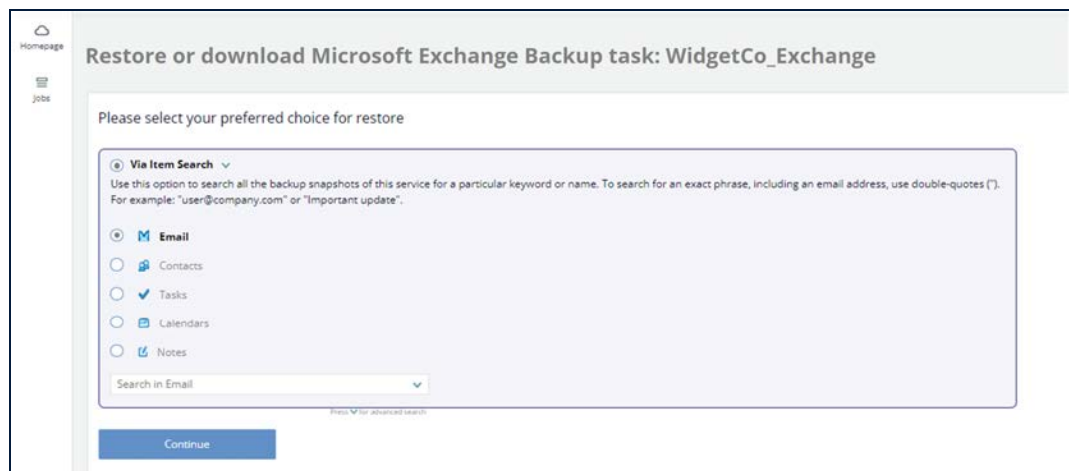 Homepage
Jobs
Restore or download Microsoft Exchange Backup task: WidgetCo_Exchange
Please select your preferred choice for restore
Via Item Search
Use this option to search all the backup snapshots of this service for a particular keyword or name. To search for an exact phrase, including an email address, use double-quotes (").
For example: "user@company.com" or "Important update".
Email
Contacts
Tasks
Calendars
Notes
Search in Email
Press for advanced search
Continue